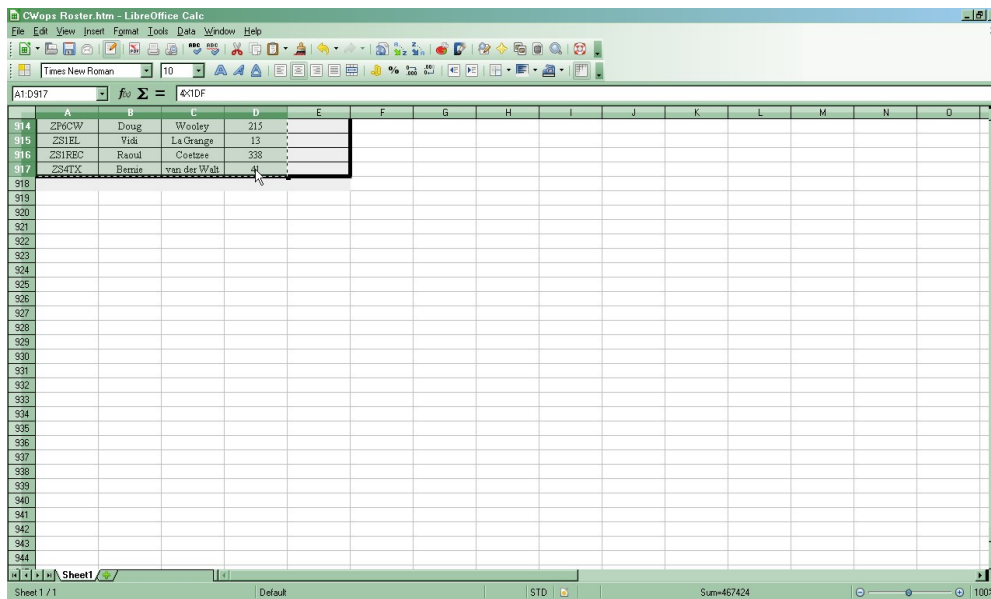 CWops Roster.htm - LibreOffice Calc
File Edit View Insert Format Tools Data Window Help
Times New Roman 10
A1:D917 4X1DF
A B C D E F G H I J K L M N O
914 ZP6CW Doug Wooley 215
915 ZS1EL Vidi La Grange 13
916 ZS1REC Raoul Coetzee 338
917 ZS4TX Bernie van der Walt 41
918
919
920
921
922
923
924
925
926
927
928
929
930
931
932
933
934
935
936
937
938
939
940
941
942
943
944
Sheet1
Sheet 1 / 1 Default STD Sum=467424 100%